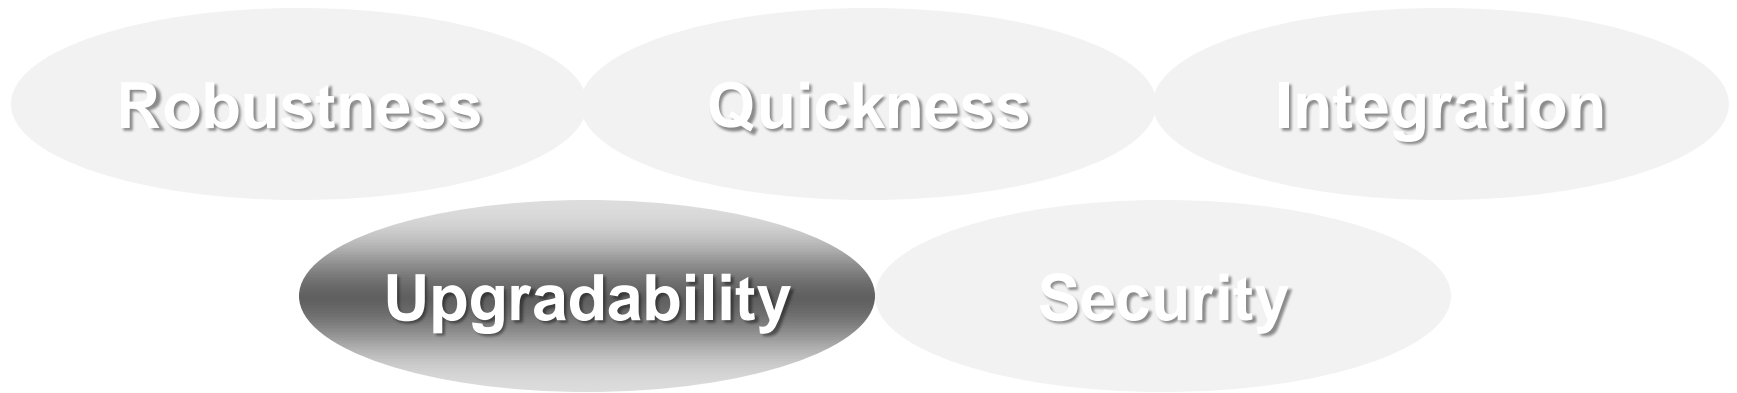 Robustness
Quickness
Integration
Upgradability
Security